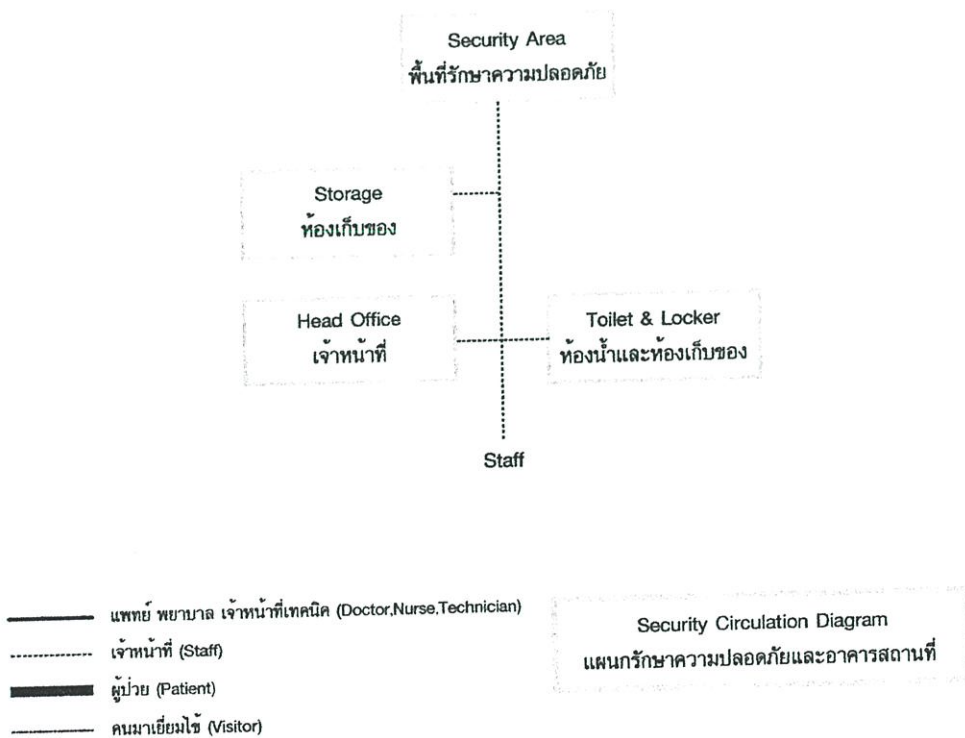 Security Area
พื้นที่รักษาความปลอดภัย
Storage
ห้องเก็บของ
Head Office
เจ้าหน้าที่
Toilet & Locker
ห้องน้ำและห้องเก็บของ
Staff
แพทย์ พยาบาล เจ้าหน้าที่เทคนิค (Doctor,Nurse,Technician)
เจ้าหน้าที่ (Staff)
ผู้ป่วย (Patient)
คนมาเยี่ยมไข้ (Visitor)
Security Circulation Diagram
แผนกรักษาความปลอดภัยและอาคารสถานที่